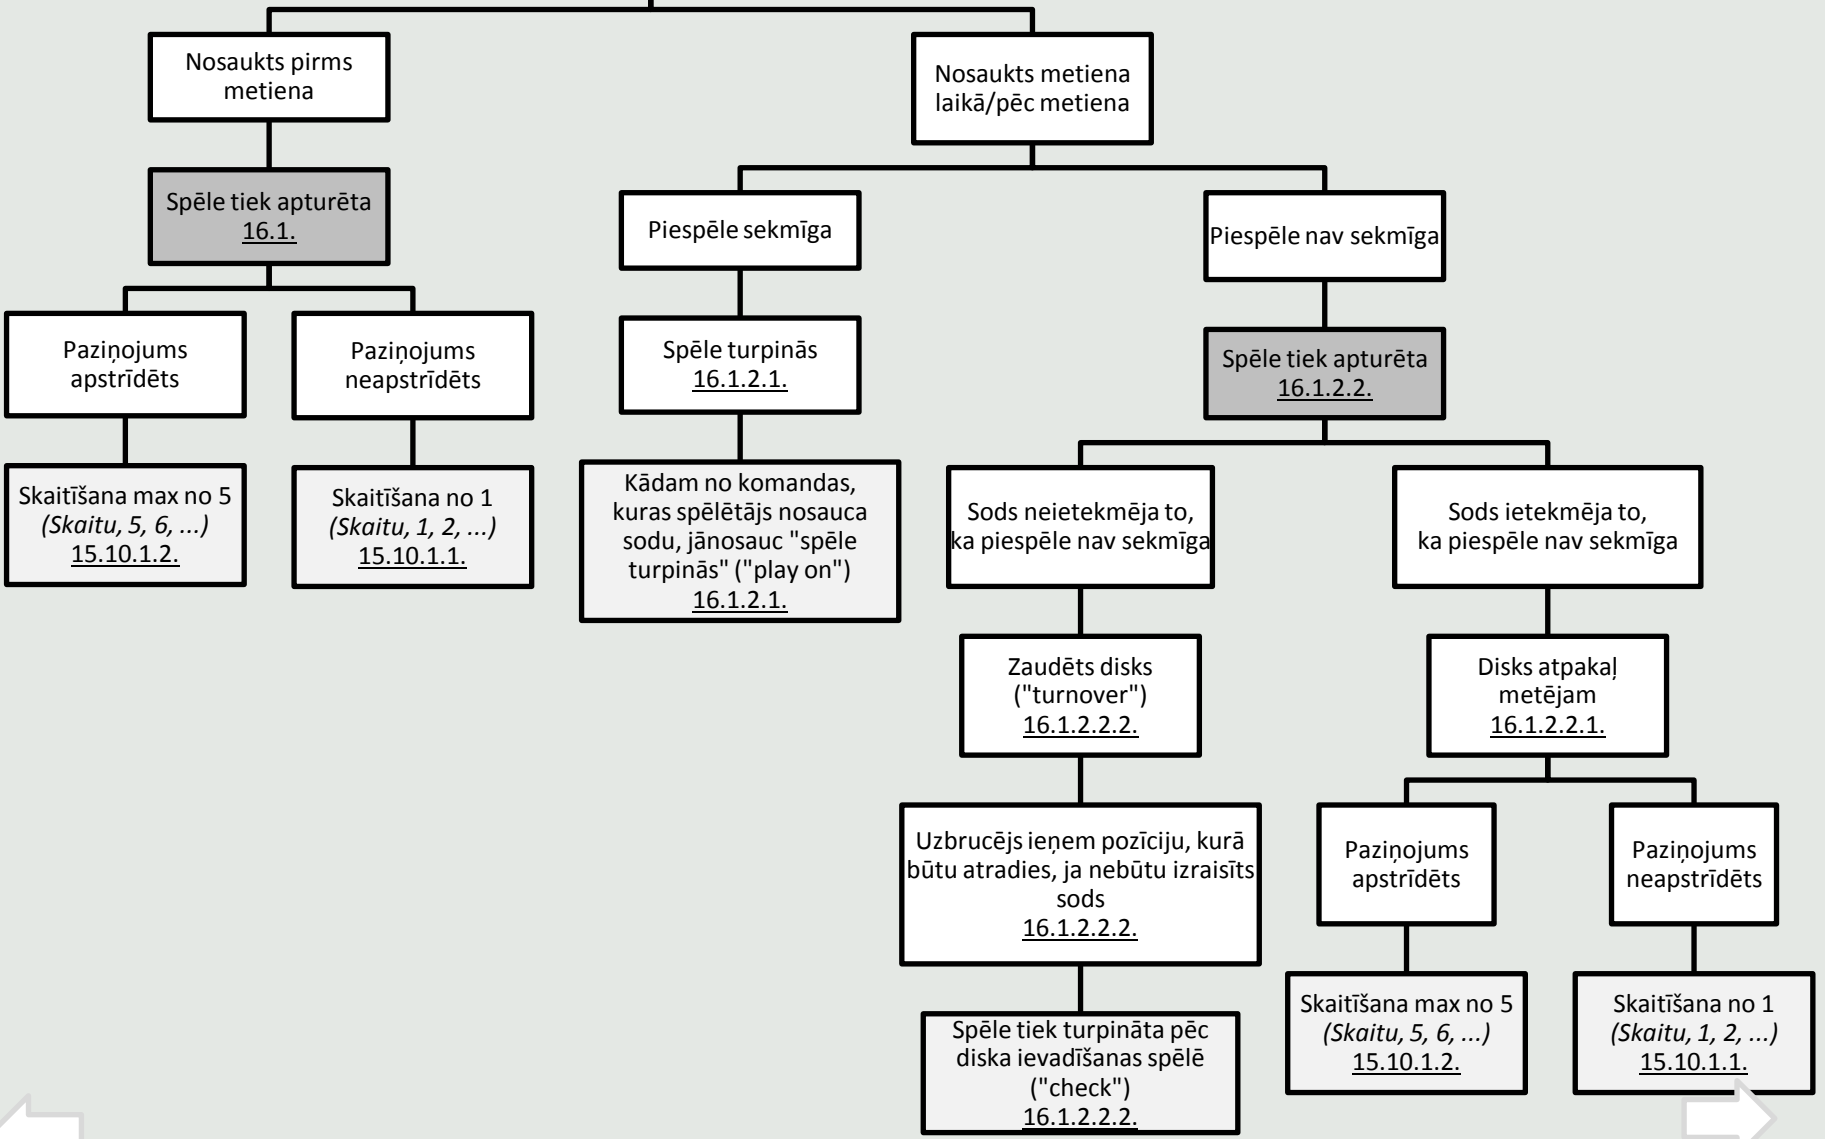 Nosaukts pirms
metiena
Nosaukts metiena
laikā/pēc metiena
Spēle tiek apturēta
16.1.
Piespēle sekmīga
Piespēle nav sekmīga
Paziņojums
apstrīdēts
Paziņojums
neapstrīdēts
Spēle turpinās
16.1.2.1.
Spēle tiek apturēta
16.1.2.2.
Skaitīšana max no 5
(Skaitu, 5, 6, ...)
15.10.1.2.
Skaitīšana no 1
(Skaitu, 1, 2, ...)
15.10.1.1.
Kādam no komandas,
kuras spēlētājs nosauca
sodu, jānosauc "spēle
turpinās" ("play on")
16.1.2.1.
Sods neietekmēja to,
ka piespēle nav sekmīga
Sods ietekmēja to,
ka piespēle nav sekmīga
Zaudēts disks
("turnover")
16.1.2.2.2.
Disks atpakaļ
metējam
16.1.2.2.1.
Uzbrucējs ieņem pozīciju, kurā
būtu atradies, ja nebūtu izraisīts
sods
16.1.2.2.2.
Paziņojums
apstrīdēts
Paziņojums
neapstrīdēts
Spēle tiek turpināta pēc
diska ievadīšanas spēlē
("check")
16.1.2.2.2.
Skaitīšana max no 5
(Skaitu, 5, 6, ...)
15.10.1.2.
Skaitīšana no 1
(Skaitu, 1, 2, ...)
15.10.1.1.